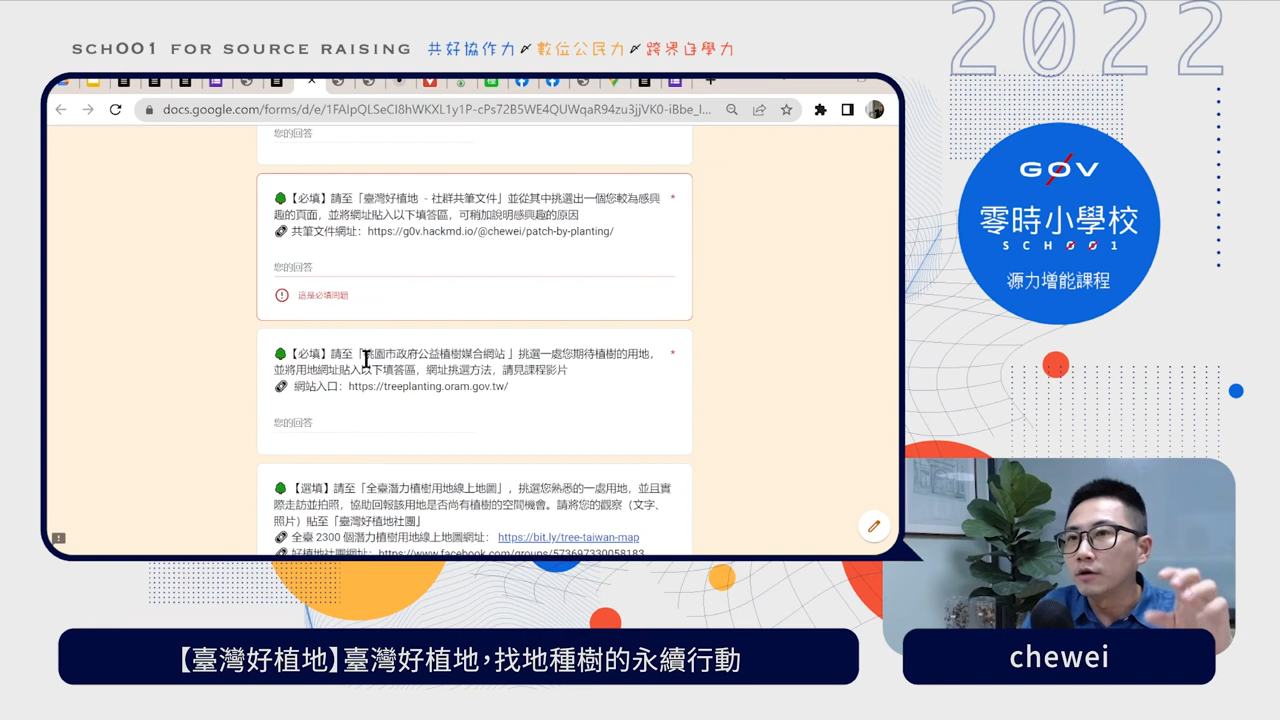 2022
SCHOO1 FOR SOURCE RAISING 共好協作力 數位公民力 跨界自學力
docs.google.com/forms/d/e/1FAIpQLSeCI8hWKXL1y1P-cPs72B5WE4QUWqaR94zu3jjVK0-iBbe_l...
您的回答
【必填】請至「臺灣好植地 - 社群共筆文件」並從其中挑選出一個您較為感興 *
趣的頁面，並將網址貼入以下填答區，可稍加說明感興趣的原因
共筆文件網址：https://g0v.hackmd.io/@chewei/patch-by-planting/
您的回答
這是必填問題
【必填】請至「桃園市政府公益植樹媒合網站 」挑選一處您期待植樹的用地， *
並將用地網址貼入以下填答區，網址挑選方法，請見課程影片
網站入口：https://treeplanting.oram.gov.tw/
您的回答
【選填】請至「全臺潛力植樹用地線上地圖」，挑選您熟悉的一處用地，並且實
際走訪並拍照，協助回報該用地是否尚有植樹的空間機會。請將您的觀察（文字、
照片）貼至「臺灣好植地社團」
全臺 2300 個潛力植樹用地線上地圖網址： https://bit.ly/tree-taiwan-map
好植地社團網址：https://www.facebook.com/groups/573697330058183
G0V
零時小學校
SCH001
源力增能課程
【臺灣好植地】臺灣好植地，找地種樹的永續行動
chewei